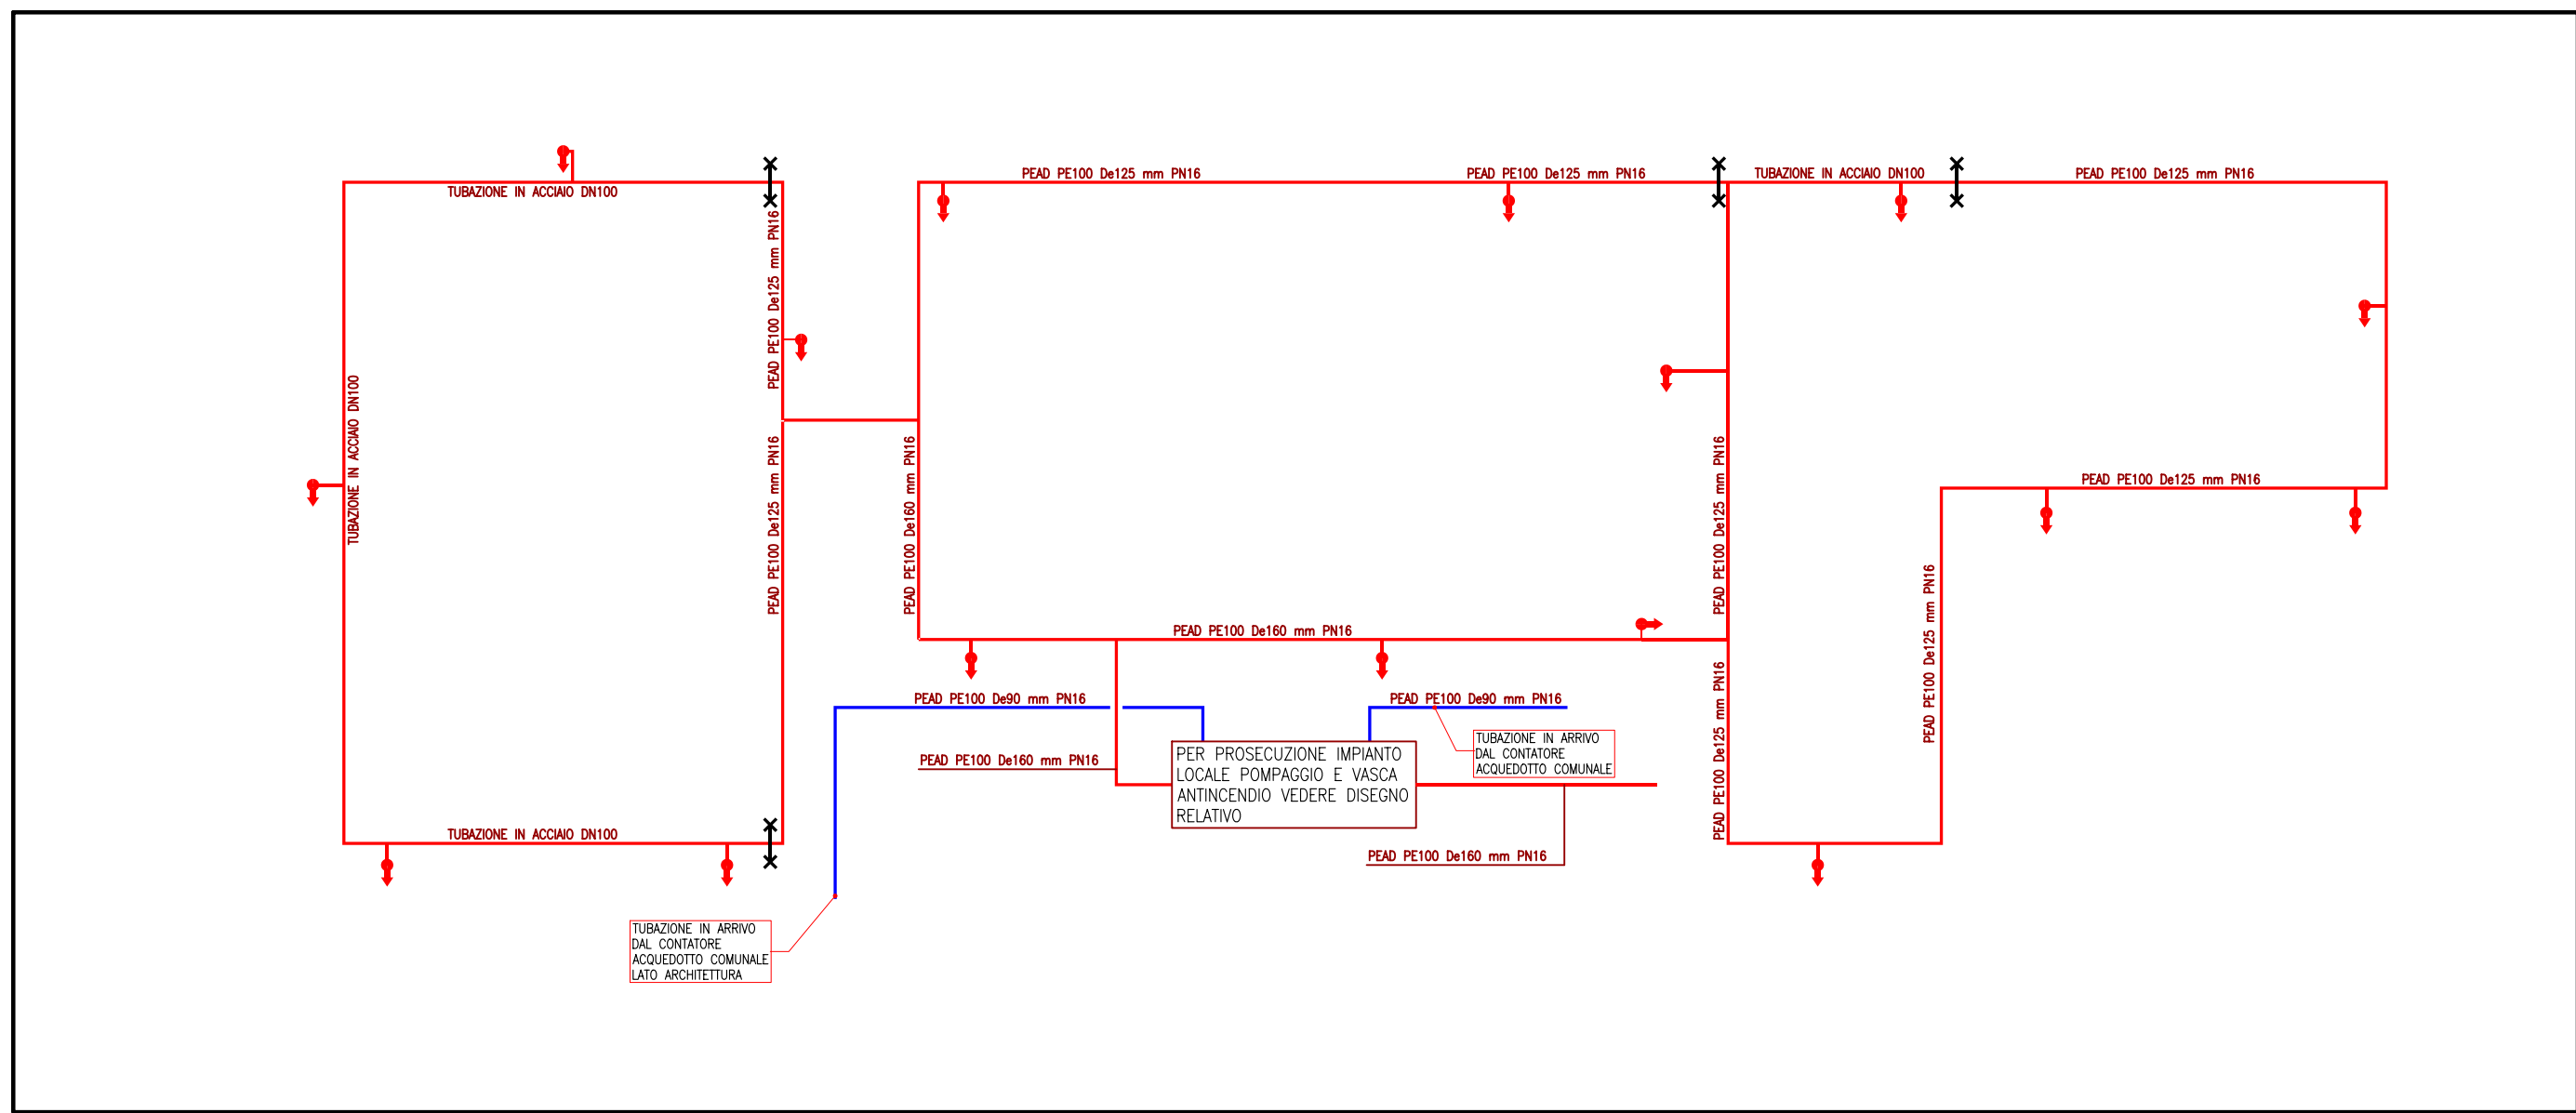 PEAD PE100 De125 mm PN16
PEAD PE100 De125 mm PN16
TUBAZIONE IN ACCIAIO DN100
PEAD PE100 De125 mm PN16
TUBAZIONE IN ACCIAIO DN100
PEAD PE100 De125 mm PN16
TUBAZIONE IN ACCIAIO DN100
PEAD PE100 De125 mm PN16
PEAD PE100 De160 mm PN16
PEAD PE100 De125 mm PN16
PEAD PE100 De125 mm PN16
PEAD PE100 De125 mm PN16
PEAD PE100 De160 mm PN16
PEAD PE100 De125 mm PN16
PEAD PE100 De90 mm PN16
PEAD PE100 De90 mm PN16
TUBAZIONE IN ARRIVO
DAL CONTATORE
ACQUEDOTTO COMUNALE
PEAD PE100 De160 mm PN16
PER PROSECUZIONE IMPIANTO
LOCALE POMPAGGIO E VASCA
ANTINCENDIO VEDERE DISEGNO
RELATIVO
TUBAZIONE IN ACCIAIO DN100
PEAD PE100 De160 mm PN16
TUBAZIONE IN ARRIVO
DAL CONTATORE
ACQUEDOTTO COMUNALE
LATO ARCHITETTURA